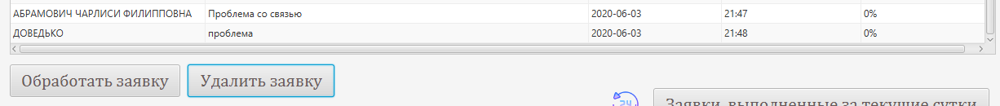 АБРАМОВИЧ ЧАРЛИСИ ФИЛИППОВНА Проблема со связью 2020-06-03 21:47 0%
ДОВЕДЬКО проблема 2020-06-03 21:48 0%
Обработать заявку Удалить заявку
24 Заявки, выполненные за текущие сутки